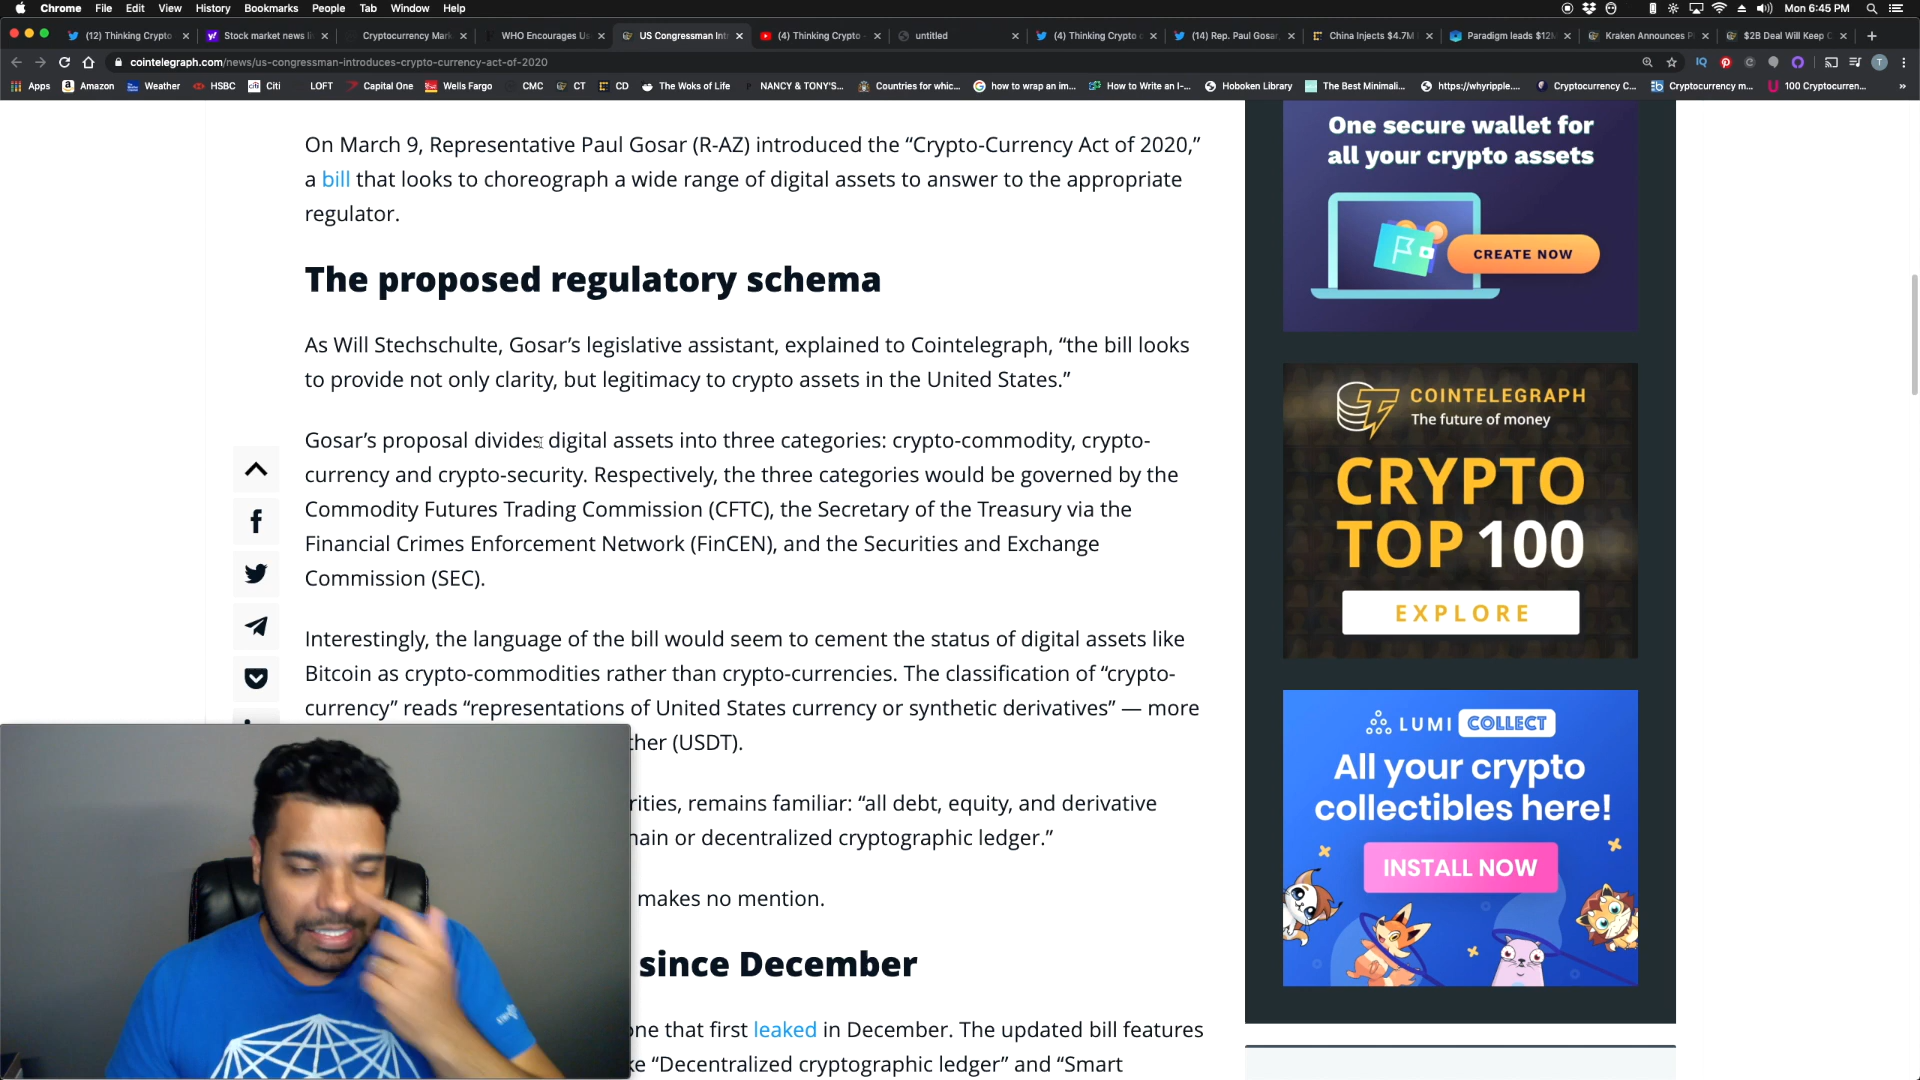 Chrome File Edit View History Bookmarks People Tab Window Help Mon 6:45 PM
(12) Thinking Crypto Stock market news li Cryptocurrency Mark WHO Encourages Us US Congressman Int (4) Thinking Crypto untitled (4) Thinking Crypto (14) Rep. Paul Gosar China Injects $4.7M Paradigm leads $12 Kraken Announces P $2B Deal Will Keep C
cointelegraph.com/news/us-congressman-introduces-crypto-currency-act-of-2020
Apps Amazon Weather HSBC Citi LOFT Capital One Wells Fargo CMC CT CD The Woks of Life NANCY & TONY'S... Countries for whic... how to wrap an im... How to Write an I-... Hoboken Library The Best Minimali... https://whyripple.... Cryptocurrency C... Cryptocurrency m... 100 Cryptocurren... »
On March 9, Representative Paul Gosar (R-AZ) introduced the “Crypto-Currency Act of 2020,”
a bill that looks to choreograph a wide range of digital assets to answer to the appropriate
regulator.
The proposed regulatory schema
As Will Stechschulte, Gosar’s legislative assistant, explained to Cointelegraph, “the bill looks
to provide not only clarity, but legitimacy to crypto assets in the United States.”
Gosar’s proposal divides digital assets into three categories: crypto-commodity, crypto-
currency and crypto-security. Respectively, the three categories would be governed by the
Commodity Futures Trading Commission (CFTC), the Secretary of the Treasury via the
Financial Crimes Enforcement Network (FinCEN), and the Securities and Exchange
Commission (SEC).
Interestingly, the language of the bill would seem to cement the status of digital assets like
Bitcoin as crypto-commodities rather than crypto-currencies. The classification of “crypto-
currency” reads “representations of United States currency or synthetic derivatives” — more
ther (USDT).
rities, remains familiar: “all debt, equity, and derivative
hain or decentralized cryptographic ledger.”
makes no mention.
since December
one that first leaked in December. The updated bill features
ke “Decentralized cryptographic ledger” and “Smart
One secure wallet for
all your crypto assets
CREATE NOW
COINTELEGRAPH
The future of money
CRYPTO
TOP 100
EXPLORE
LUMI COLLECT
All your crypto
collectibles here!
INSTALL NOW